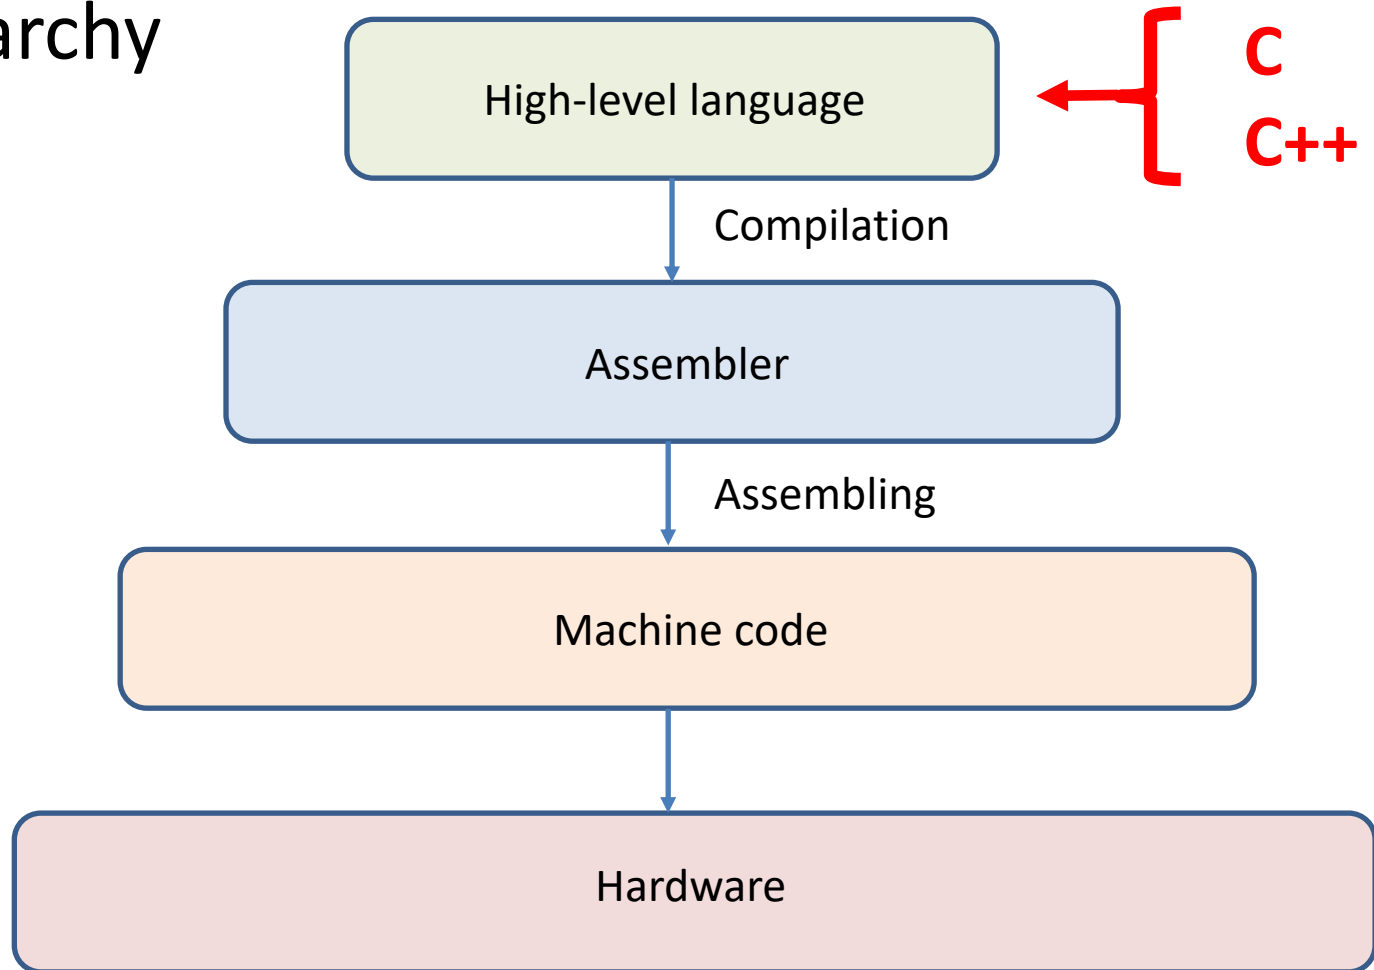 archy
High-level language
C
C++
Compilation
Assembler
Assembling
Machine code
Hardware